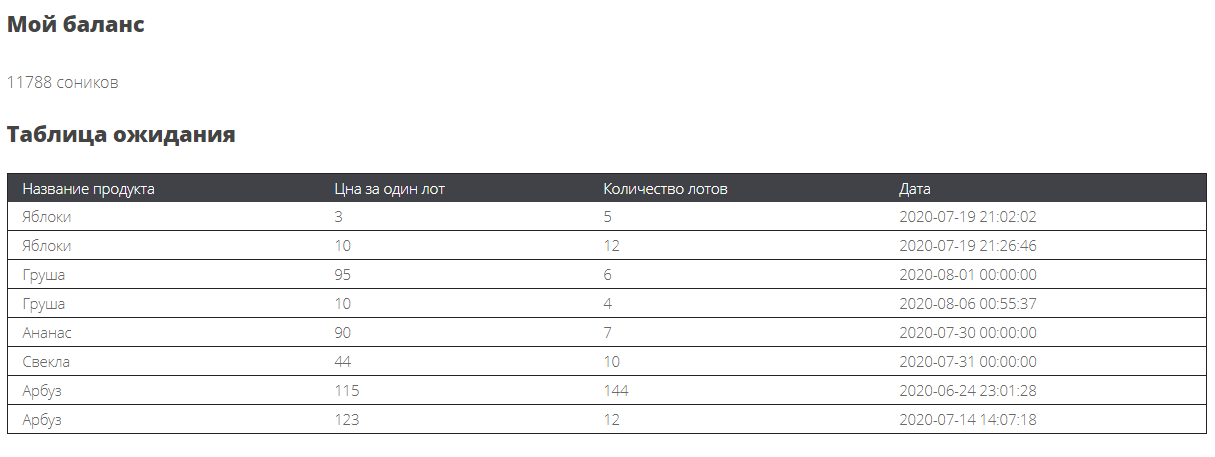 Мой баланс
11788 соников
Таблица ожидания
Название продукта Цна за один лот Количество лотов Дата
Яблоки 3 5 2020-07-19 21:02:02
Яблоки 10 12 2020-07-19 21:26:46
Груша 95 6 2020-08-01 00:00:00
Груша 10 4 2020-08-06 00:55:37
Ананас 90 7 2020-07-30 00:00:00
Свекла 44 10 2020-07-31 00:00:00
Арбуз 115 144 2020-06-24 23:01:28
Арбуз 123 12 2020-07-14 14:07:18